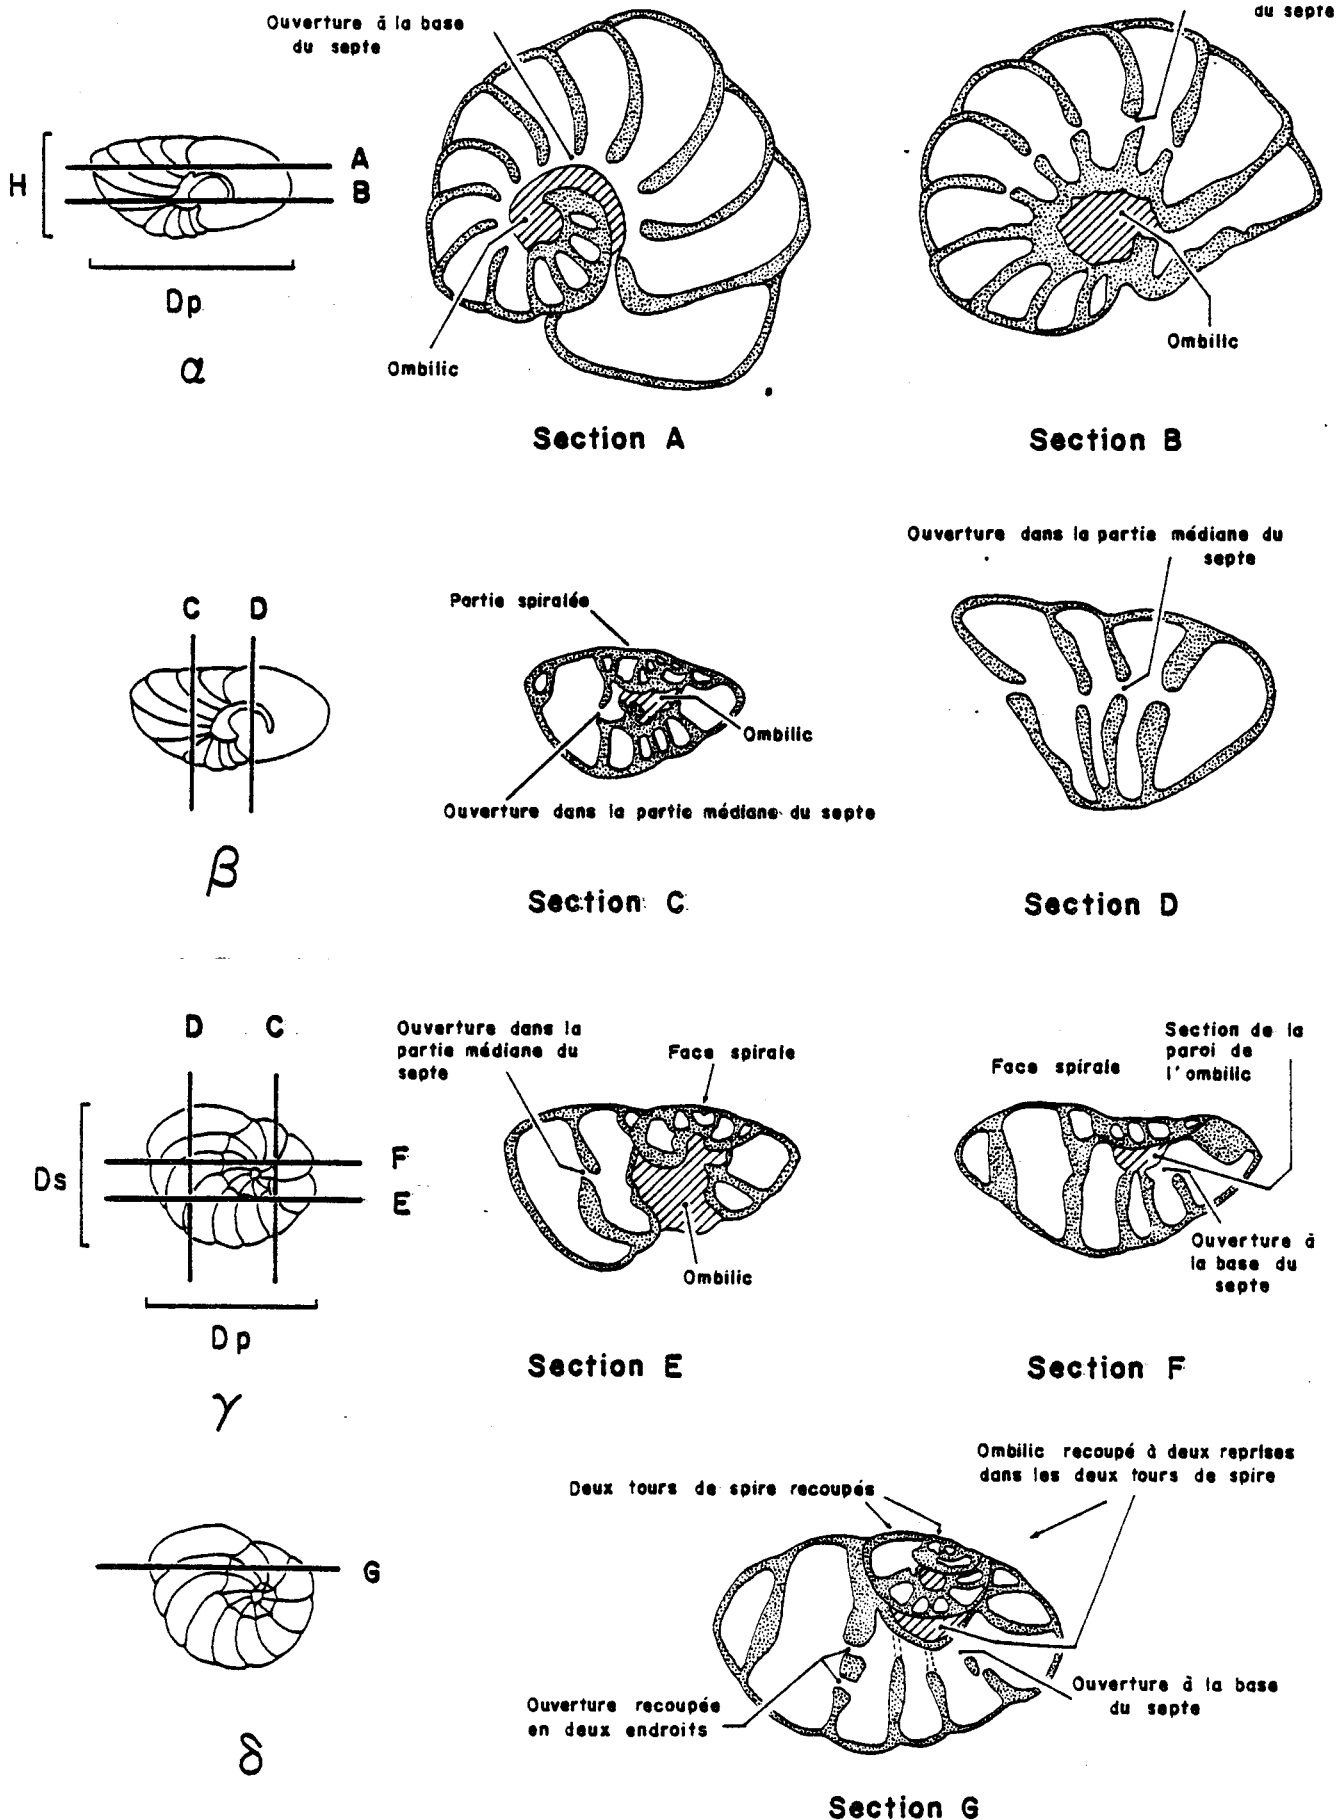 Ouverture à la base
du septe
du septe
H
A
B
Dp
α
Ombilic
Ombilic
Section A
Section B
Ouverture dans la partie médiane du
septe
C D
Partie spiralée
Ombilic
Ouverture dans la partie médiane du septe
β
Section C
Section D
D C
Ouverture dans la
partie médiane du
septe
Face spirale
Face spirale
Section de la
paroi de
l'ombilic
Ds
F
E
Ombilic
Ouverture à
la base du
septe
Dp
Section E
Section F
γ
Ombilic recoupé à deux reprises
dans les deux tours de spire
Deux tours de spire recoupés
G
Ouverture à la base
du septe
Ouverture recoupée
en deux endroits
δ
Section G